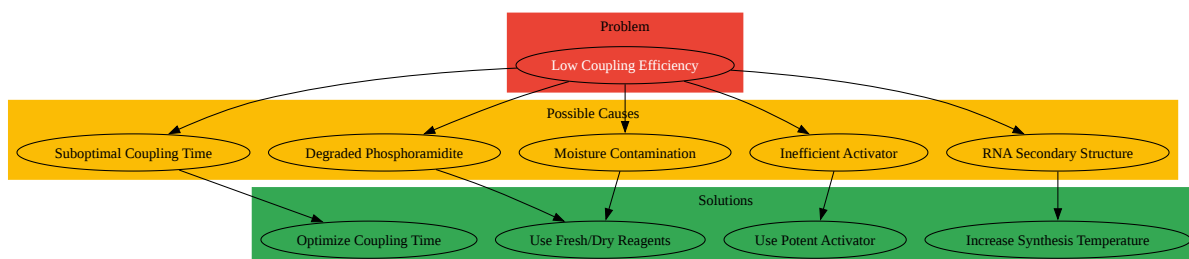 Problem
Low Coupling Efficiency
Possible Causes
Suboptimal Coupling Time
Degraded Phosphoramidite
Moisture Contamination
Inefficient Activator
RNA Secondary Structure
Solutions
Optimize Coupling Time
Use Fresh/Dry Reagents
Use Potent Activator
Increase Synthesis Temperature